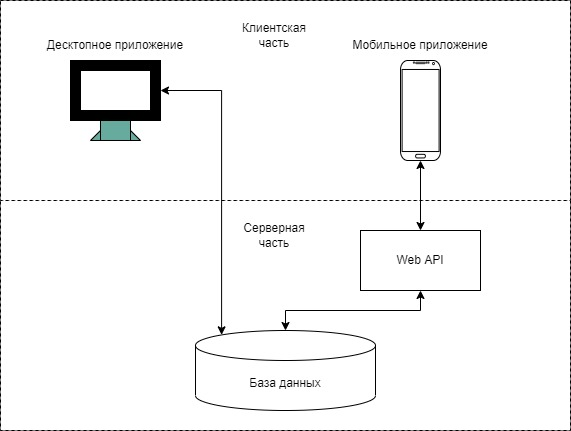 Клиентская
часть
Десктопное приложение
Мобильное приложение
Серверная
часть
Web API
База данных